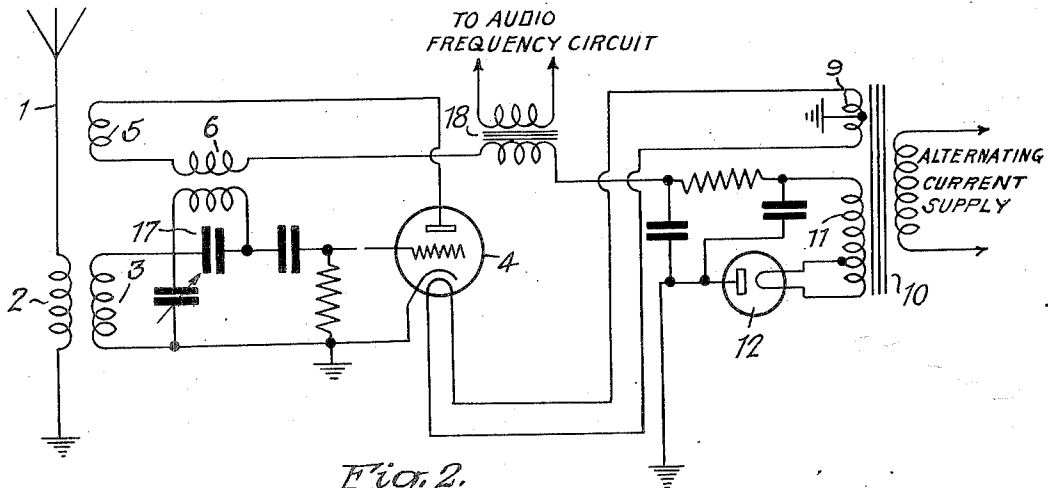 TO AUDIO
FREQUENCY CIRCUIT
1
5
6
18
9
ALTERNATING
CURRENT
SUPPLY
17
4
11
3
2
10
12
Fig. 2.